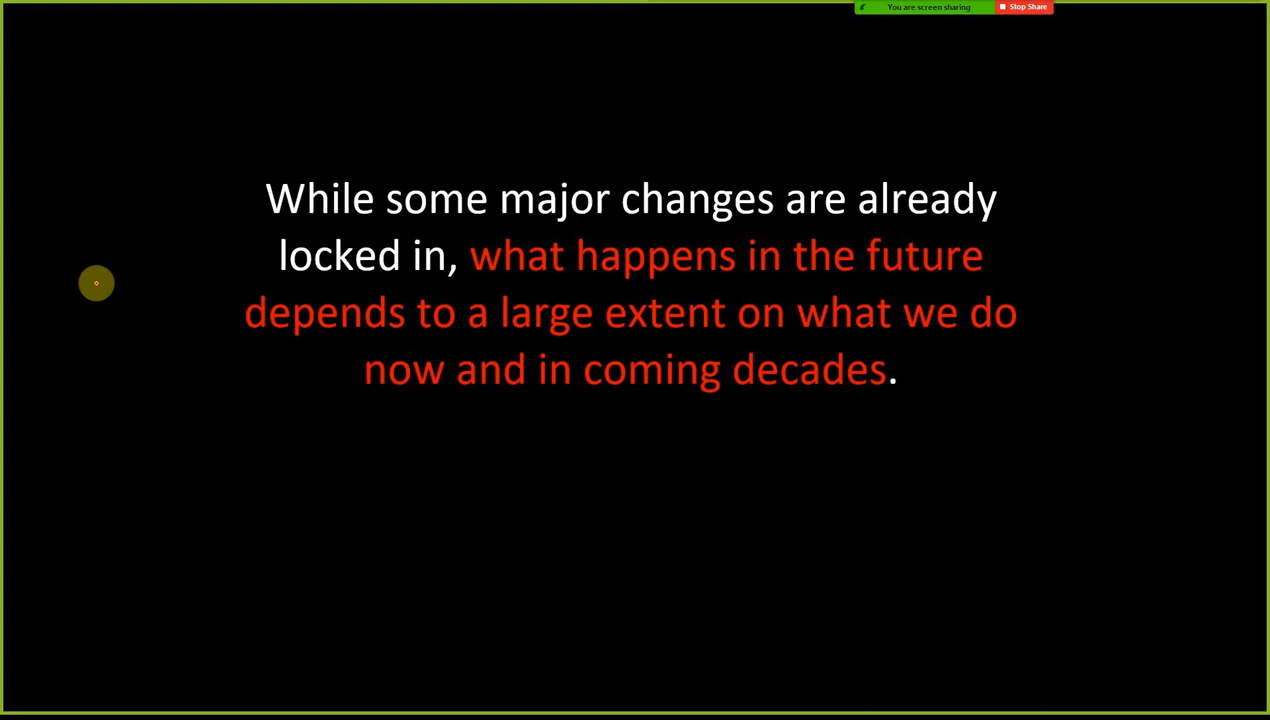 You are screen sharing Stop Share
While some major changes are already
locked in, what happens in the future
depends to a large extent on what we do
now and in coming decades.